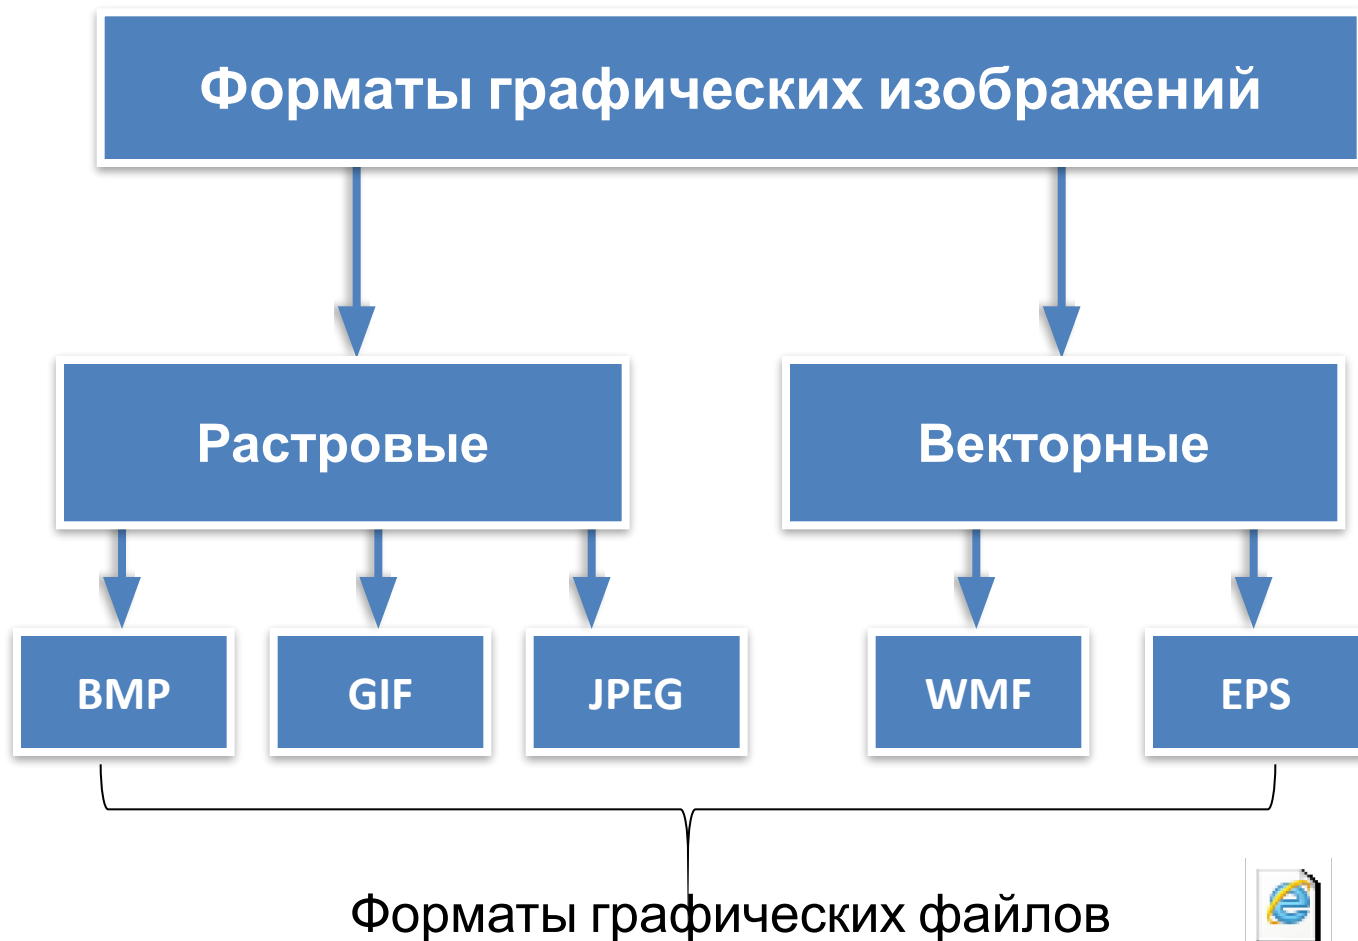 Форматы графических изображений
Растровые
Векторные
BMP
GIF
JPEG
WMF
EPS
Форматы графических файлов